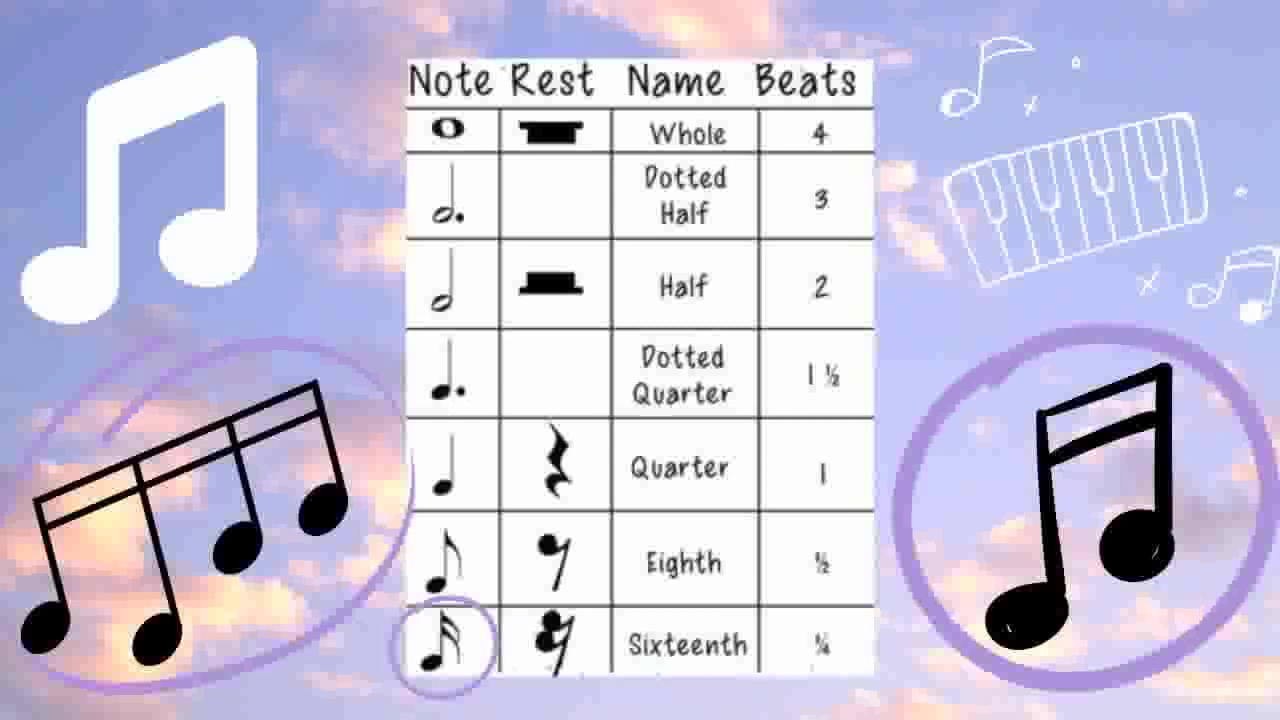 Note Rest Name Beats
Whole 4
Dotted
Half 3
Half 2
Dotted
Quarter 1 ½
Quarter 1
Eighth ½
Sixteenth ¼